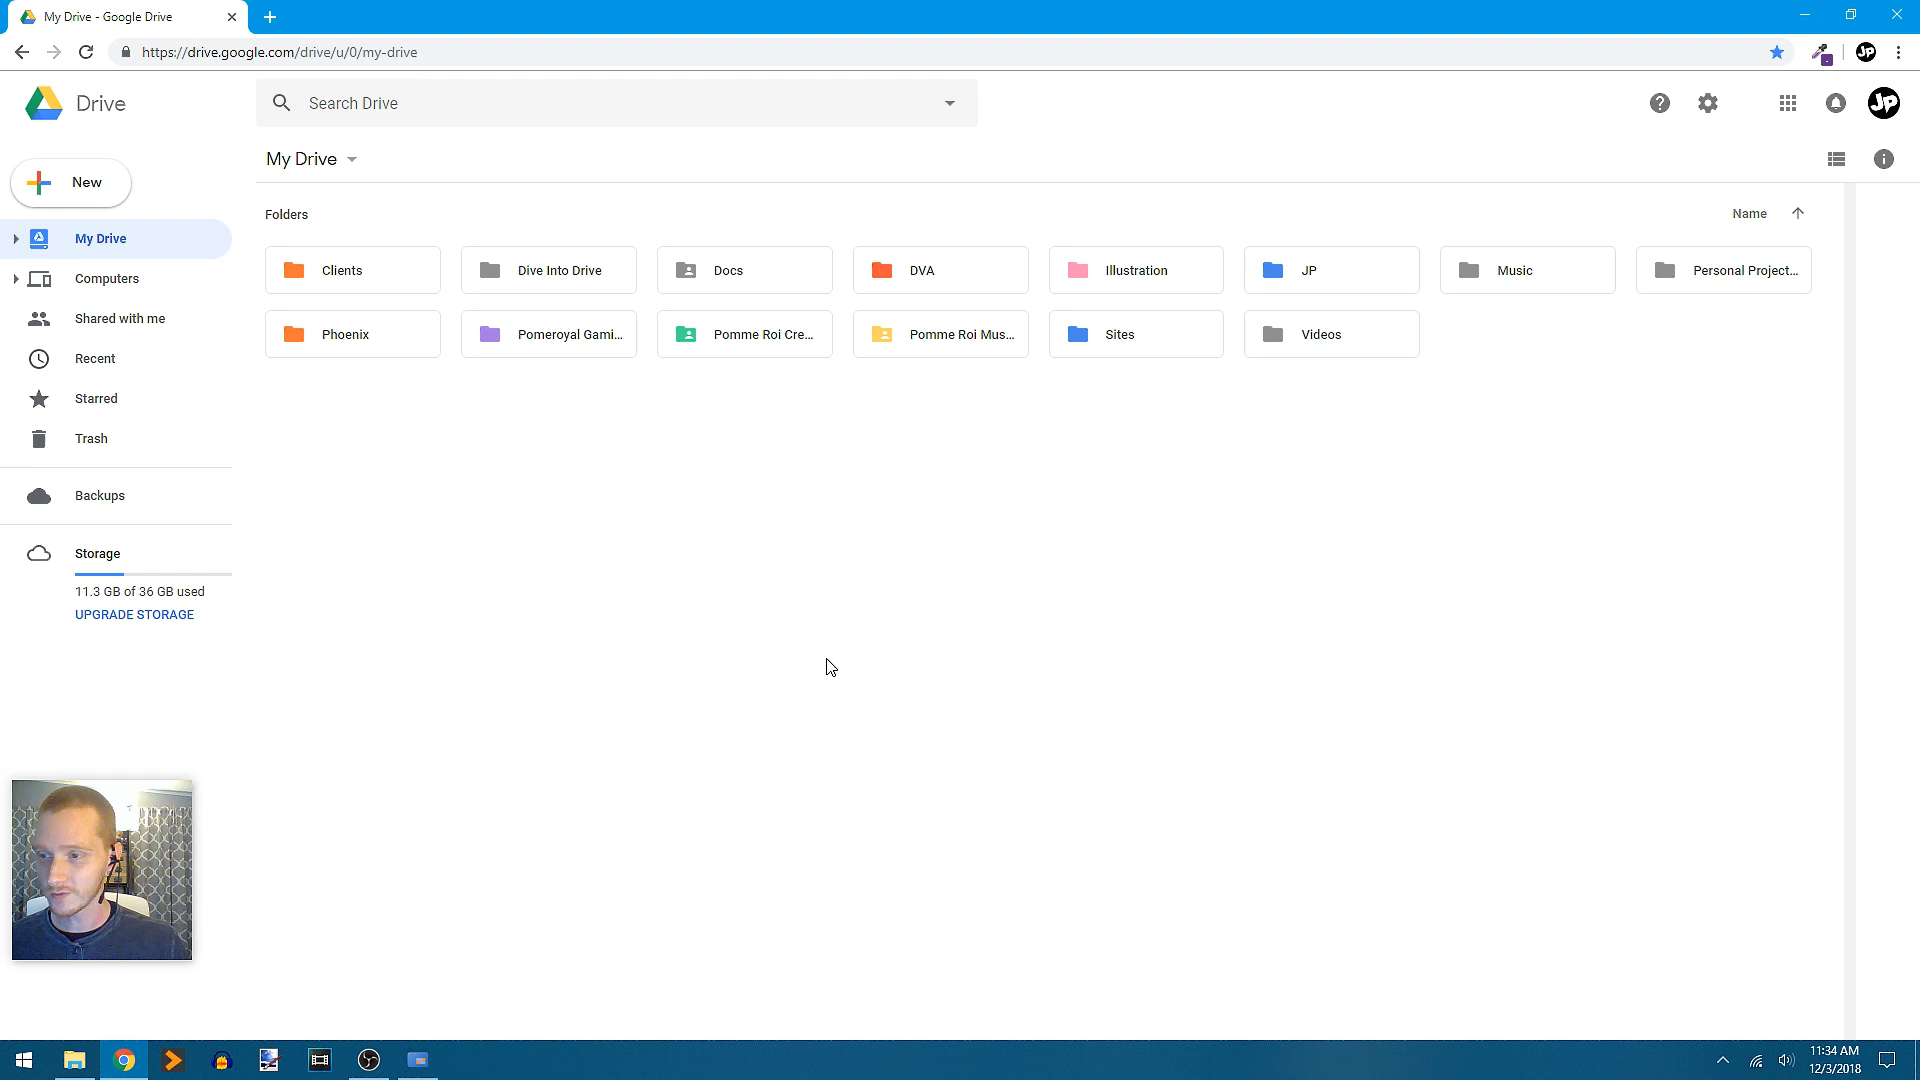 My Drive - Google Drive
https://drive.google.com/drive/u/0/my-drive
JP
Drive
Search Drive
JP
My Drive
New
Folders
Name
My Drive
Computers
Shared with me
Recent
Starred
Trash
Backups
Storage
11.3 GB of 36 GB used
UPGRADE STORAGE
Clients
Dive Into Drive
Docs
DVA
Illustration
JP
Music
Personal Project...
Phoenix
Pomeroyal Gami...
Pomme Roi Cre...
Pomme Roi Mus...
Sites
Videos
11:34 AM
12/3/2018